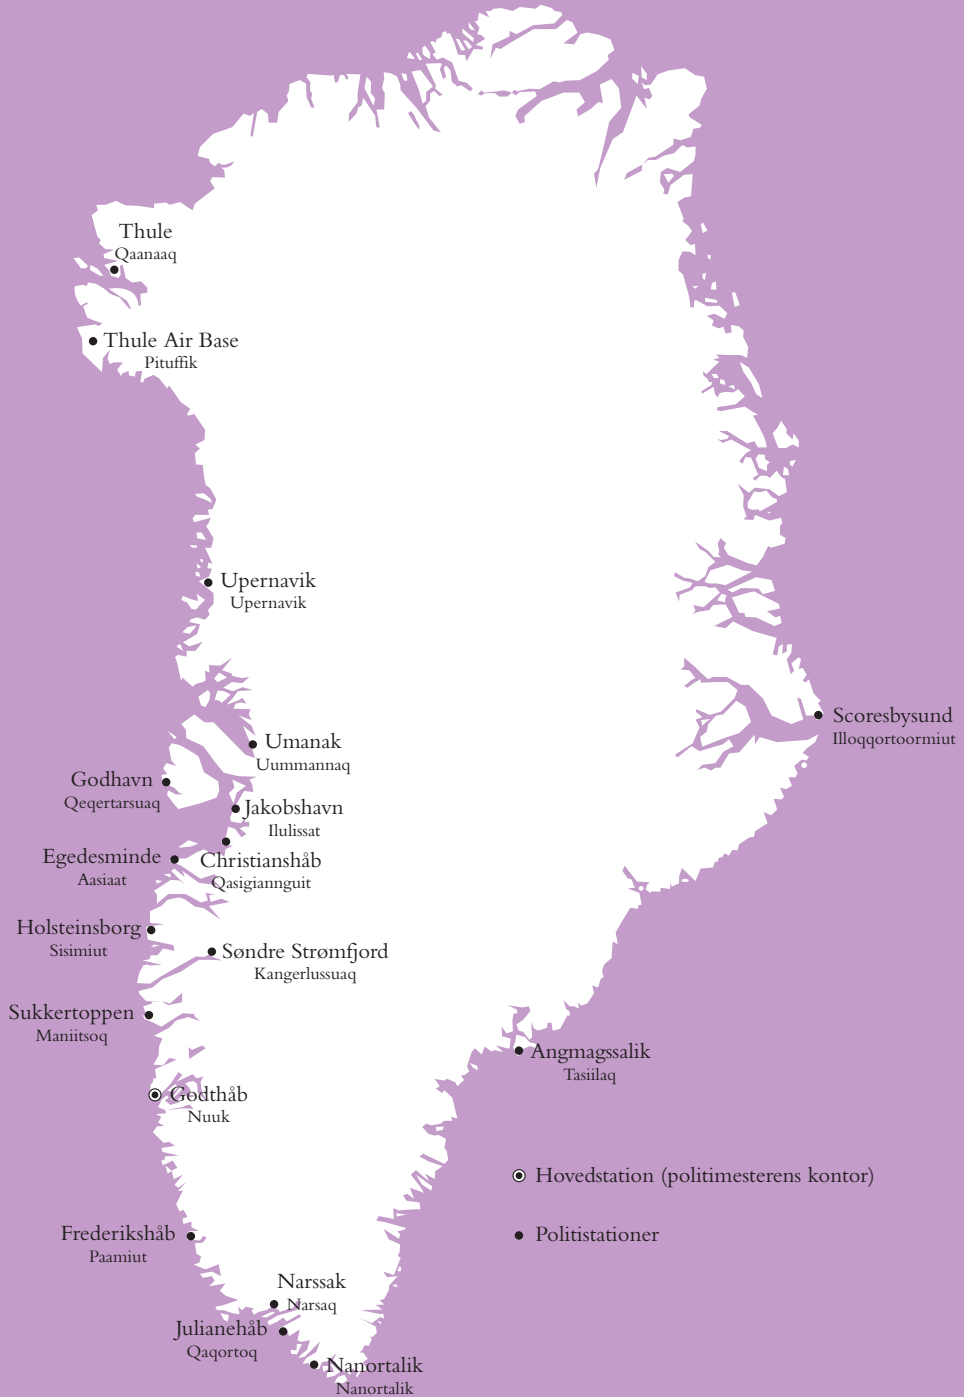 Thule
Qaanaaq
Thule Air Base
Pituffik
Upernavik
Upernavik
Umanak
Uummannaq
Scoresbysund
Illoqqortoormiut
Godhavn
Qeqertarsuaq
Jakobshavn
Ilulissat
Egedesminde
Aasiaat
Christianshåb
Qasigiannguit
Holsteinsborg
Sisimiut
Søndre Strømfjord
Kangerlussuaq
Sukkertoppen
Maniitsoq
Angmagssalik
Tasiilaq
Godthåb
Nuuk
Hovedstation (politimesterens kontor)
Politistationer
Frederikshåb
Paamiut
Narssak
Narsaq
Julianehåb
Qaqortoq
Nanortalik
Nanortalik